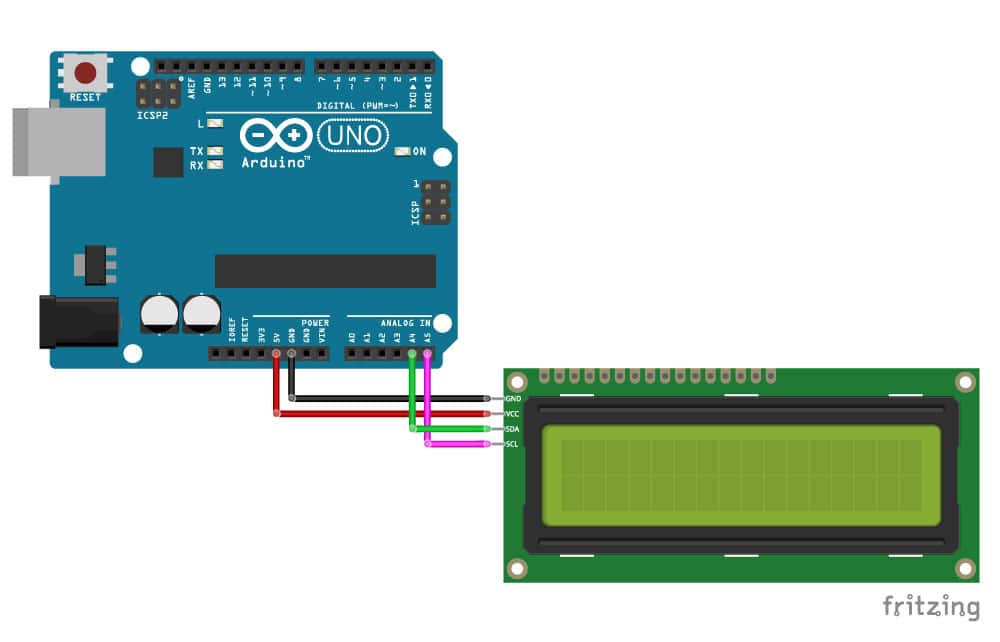 RESET
ICSP2
AREF
GND
13
12
~11
~10
~9
8
7
~6
~5
4
~3
2
TXD▶1
RXD◀0
DIGITAL (PWM=~)
L
TX
RX
UNO
Arduino™
ON
1
ICSP
IOREF
RESET
3V3
5V
GND
GND
VIN
POWER
ANALOG IN
A0
A1
A2
A3
A4
A5
GND
VCC
SDA
SCL
fritzing